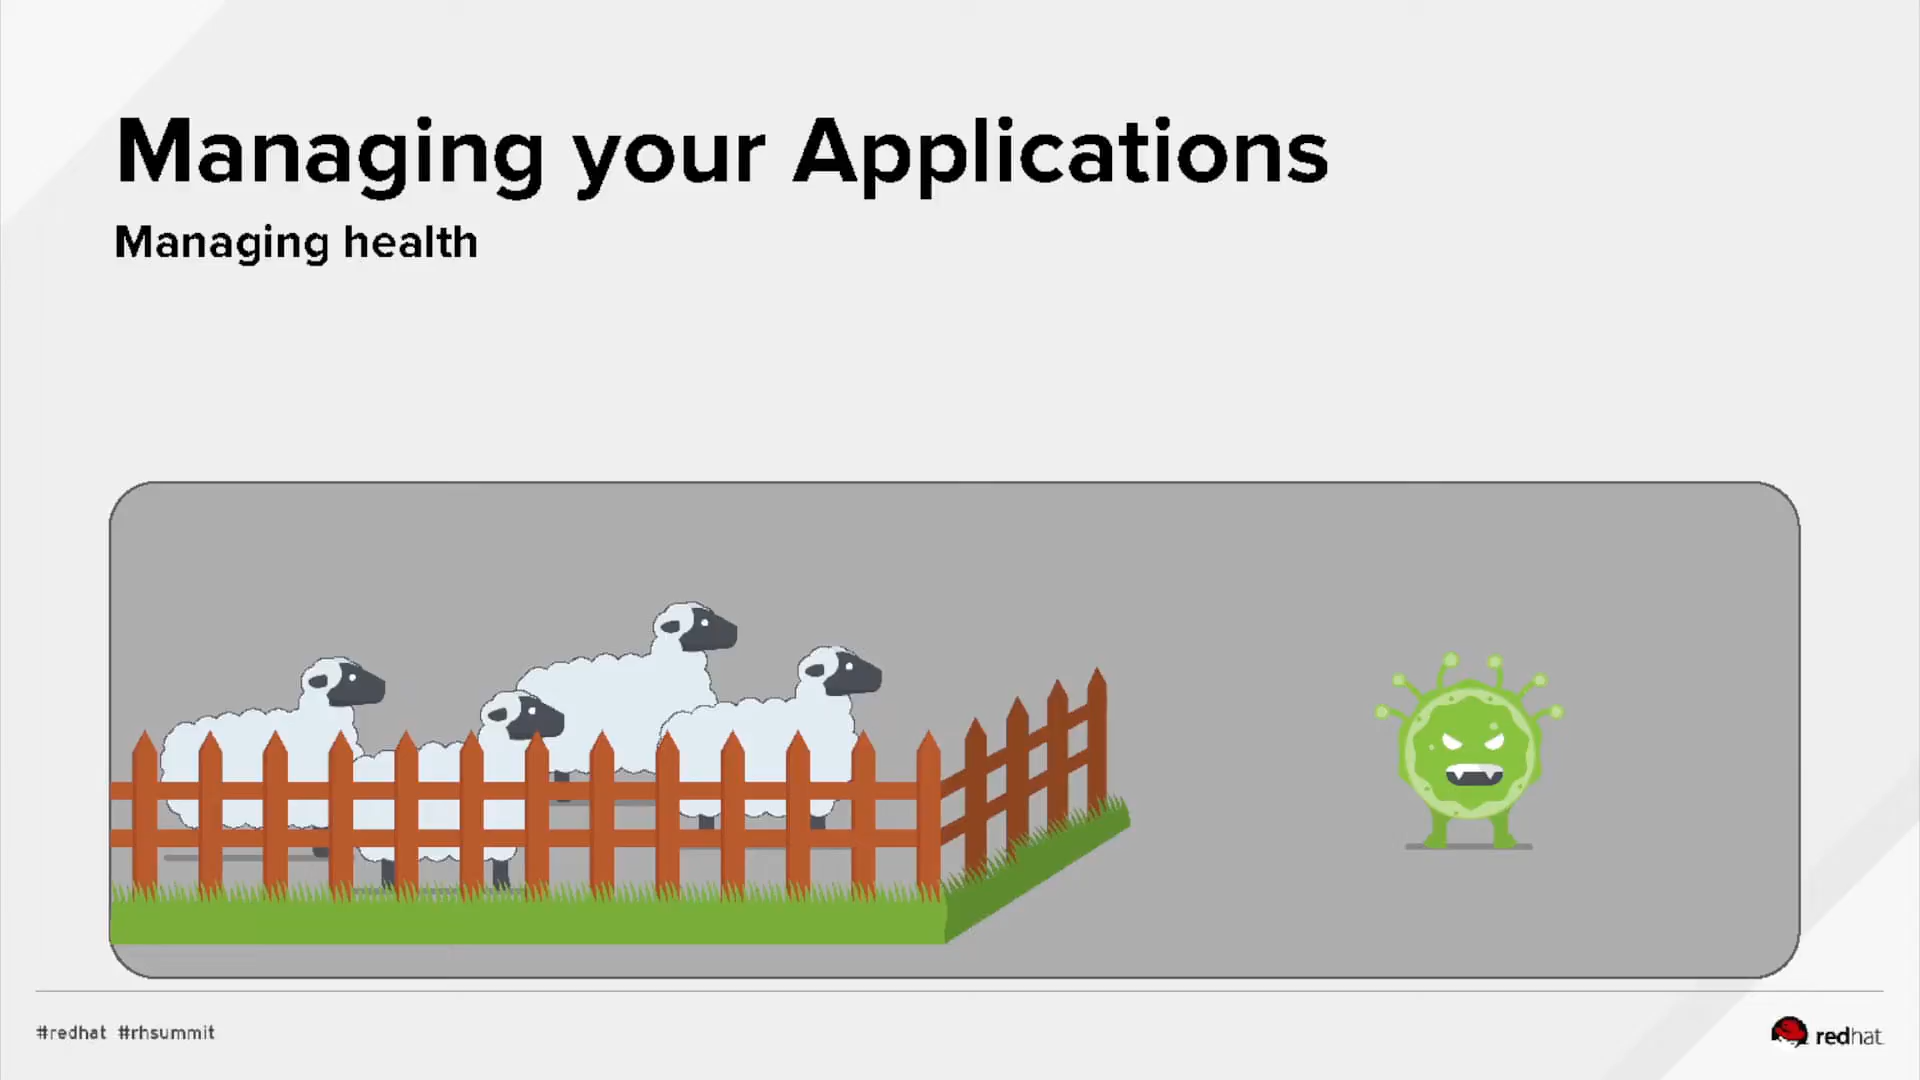 Managing your Applications
Managing health
#redhat #rhsummit
redhat